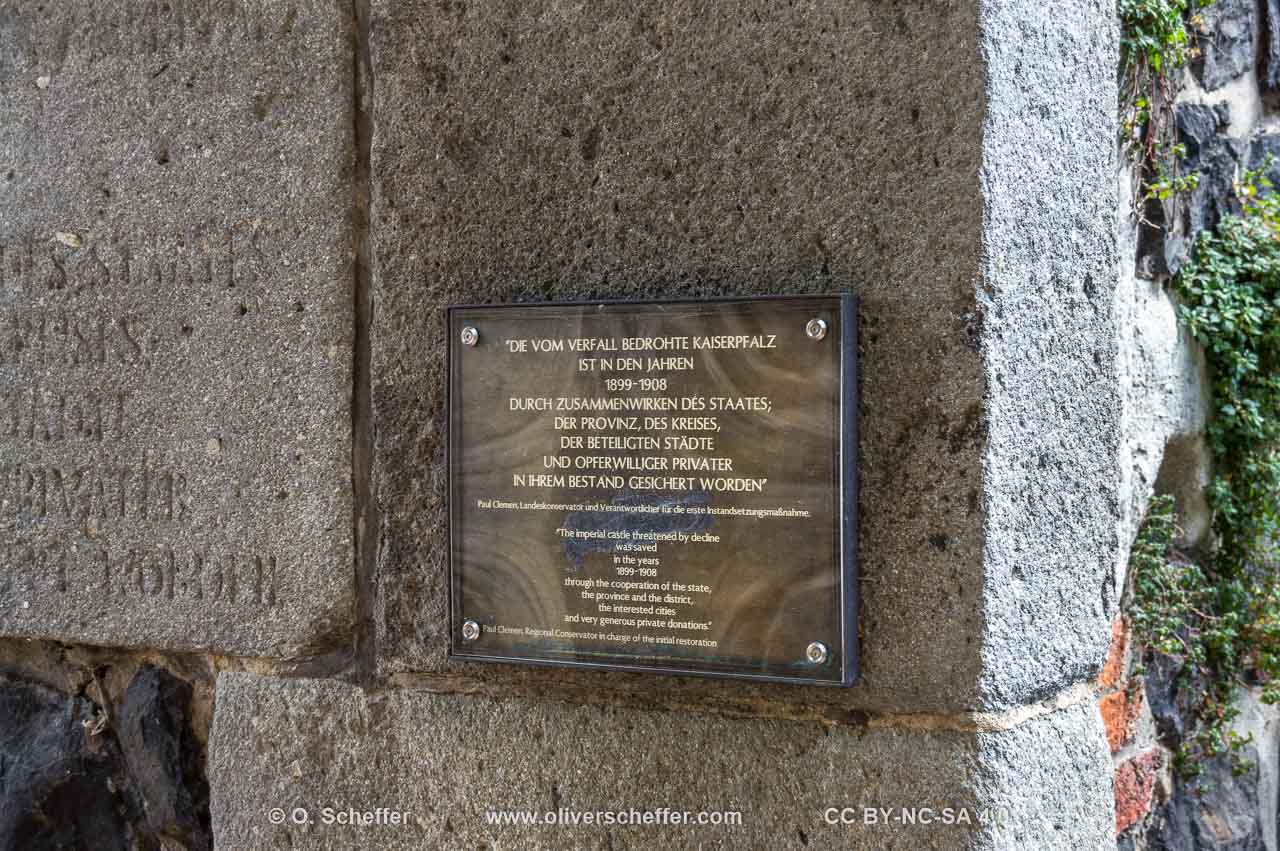 "DIE VOM VERFALL BEDROHTE KAISERPFALZ
IST IN DEN JAHREN
1899-1908
DURCH ZUSAMMENWIRKEN DES STAATES;
DER PROVINZ, DES KREISES,
DER BETEILIGTEN STÄDTE
UND OPFERWILLIGER PRIVATER
IN IHREM BESTAND GESICHERT WORDEN"
Paul Clemen, Landeskonservator und Verantwortlicher für die erste Instandsetzungsmaßnahme.
"The imperial castle threatened by decline
was saved
in the years
1899-1908
through the cooperation of the state,
the province and the district,
the interested cities
and very generous private donations."
Paul Clemen, Regional Conservator in charge of the initial restoration
© O. Scheffer
www.oliverscheffer.com
CC BY-NC-SA 4.0